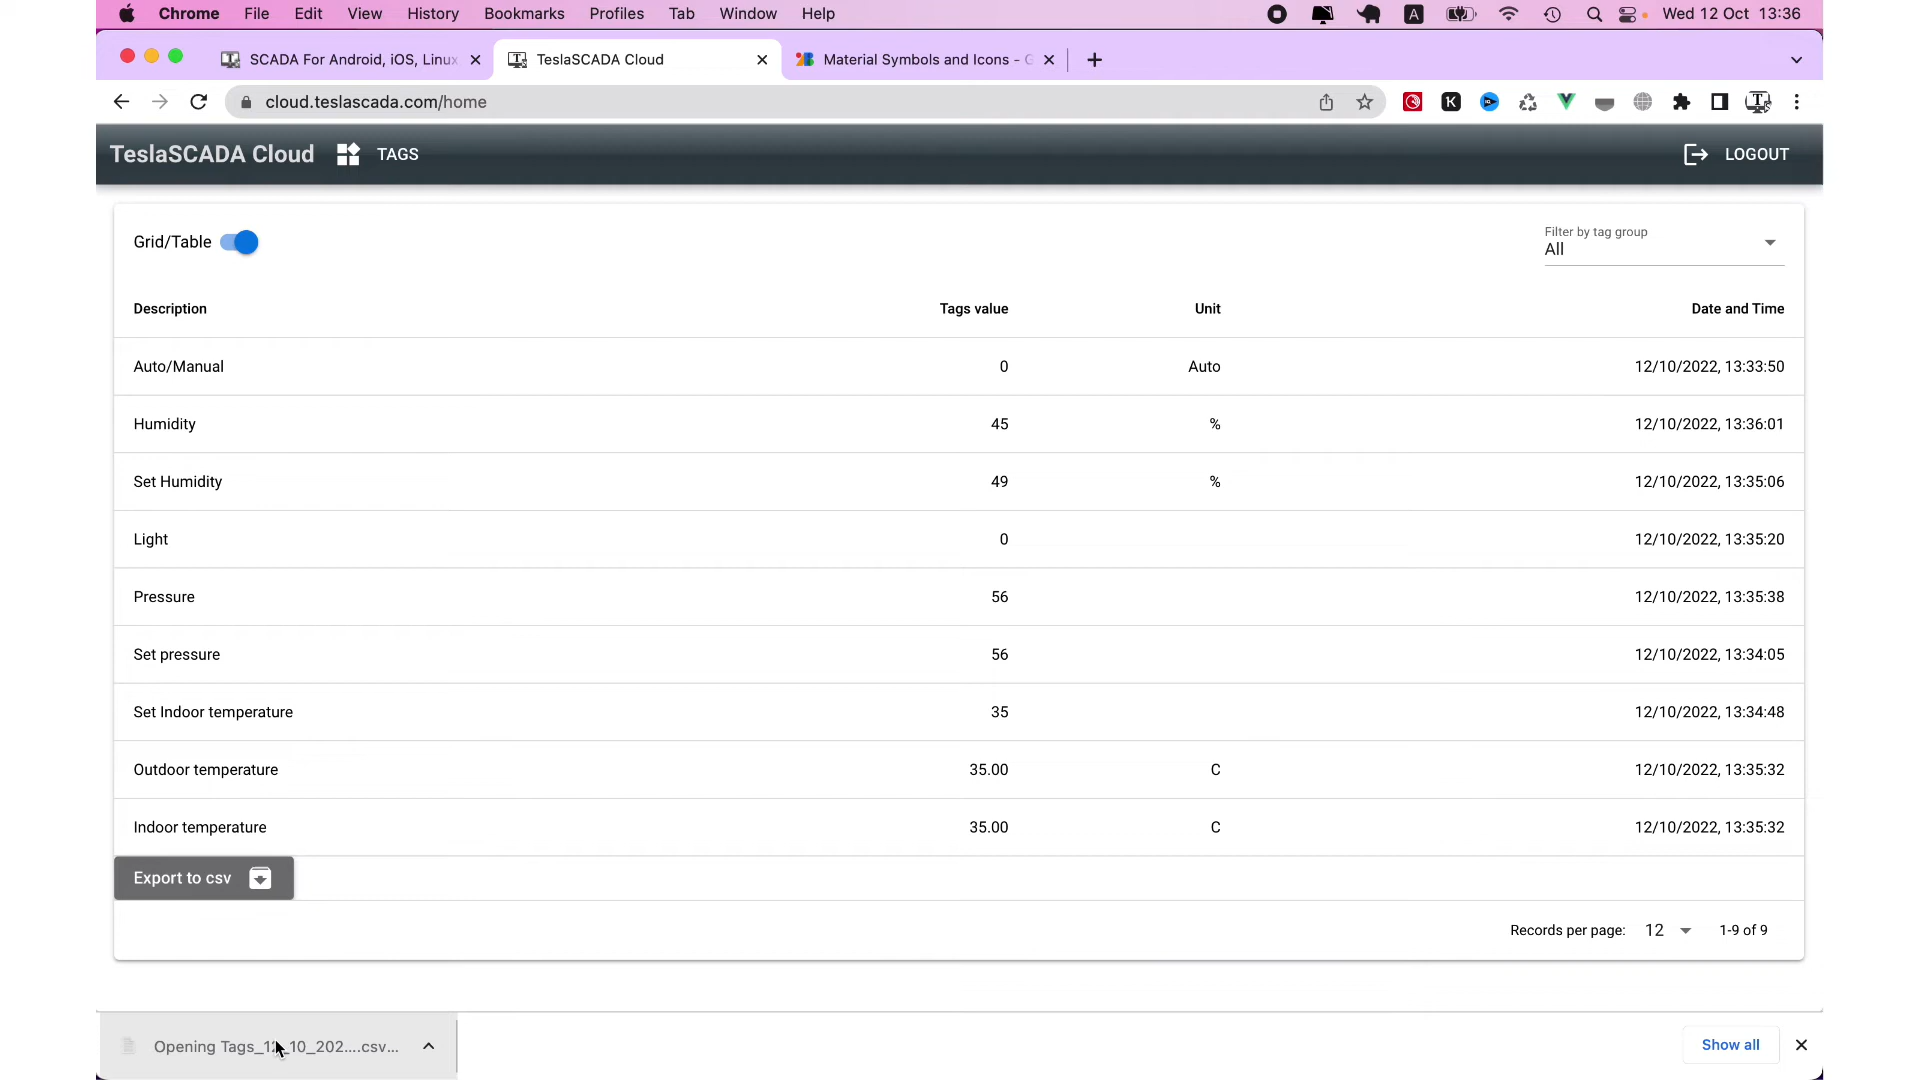 Chrome File Edit View History Bookmarks Profiles Tab Window Help A Wed 12 Oct 13:36
SCADA For Android, iOS, Linux TeslaSCADA Cloud Material Symbols and Icons - G
cloud.teslascada.com/home
TeslaSCADA Cloud TAGS LOGOUT
Grid/Table Filter by tag group
All
Description Tags value Unit Date and Time
Auto/Manual 0 Auto 12/10/2022, 13:33:50
Humidity 45 % 12/10/2022, 13:36:01
Set Humidity 49 % 12/10/2022, 13:35:06
Light 0 12/10/2022, 13:35:20
Pressure 56 12/10/2022, 13:35:38
Set pressure 56 12/10/2022, 13:34:05
Set Indoor temperature 35 12/10/2022, 13:34:48
Outdoor temperature 35.00 C 12/10/2022, 13:35:32
Indoor temperature 35.00 C 12/10/2022, 13:35:32
Export to csv
Records per page: 12 1-9 of 9
Opening Tags_12_10_202....csv... Show all